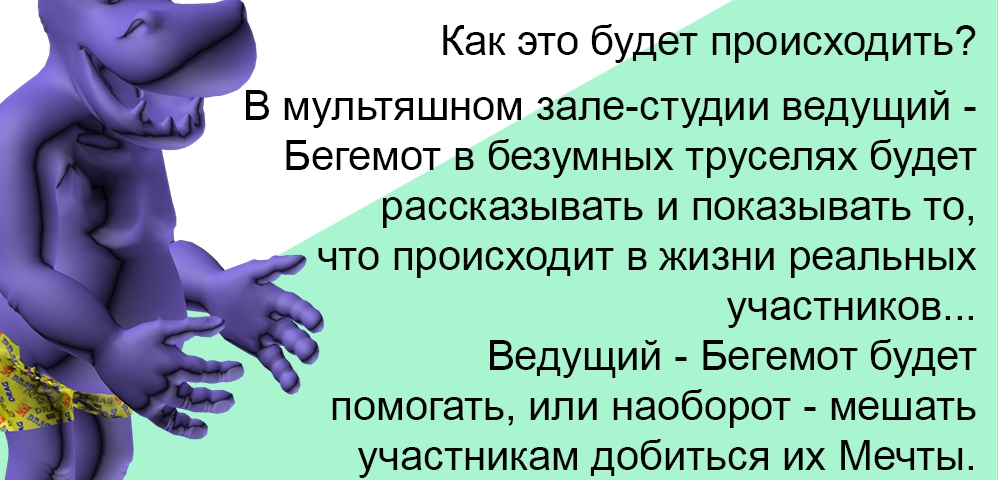 Как это будет происходить?
В мультяшном зале-студии ведущий -
Бегемот в безумных труселях будет
рассказывать и показывать то,
что происходит в жизни реальных
участников...
Ведущий - Бегемот будет
помогать, или наоборот - мешать
участникам добиться их Мечты.